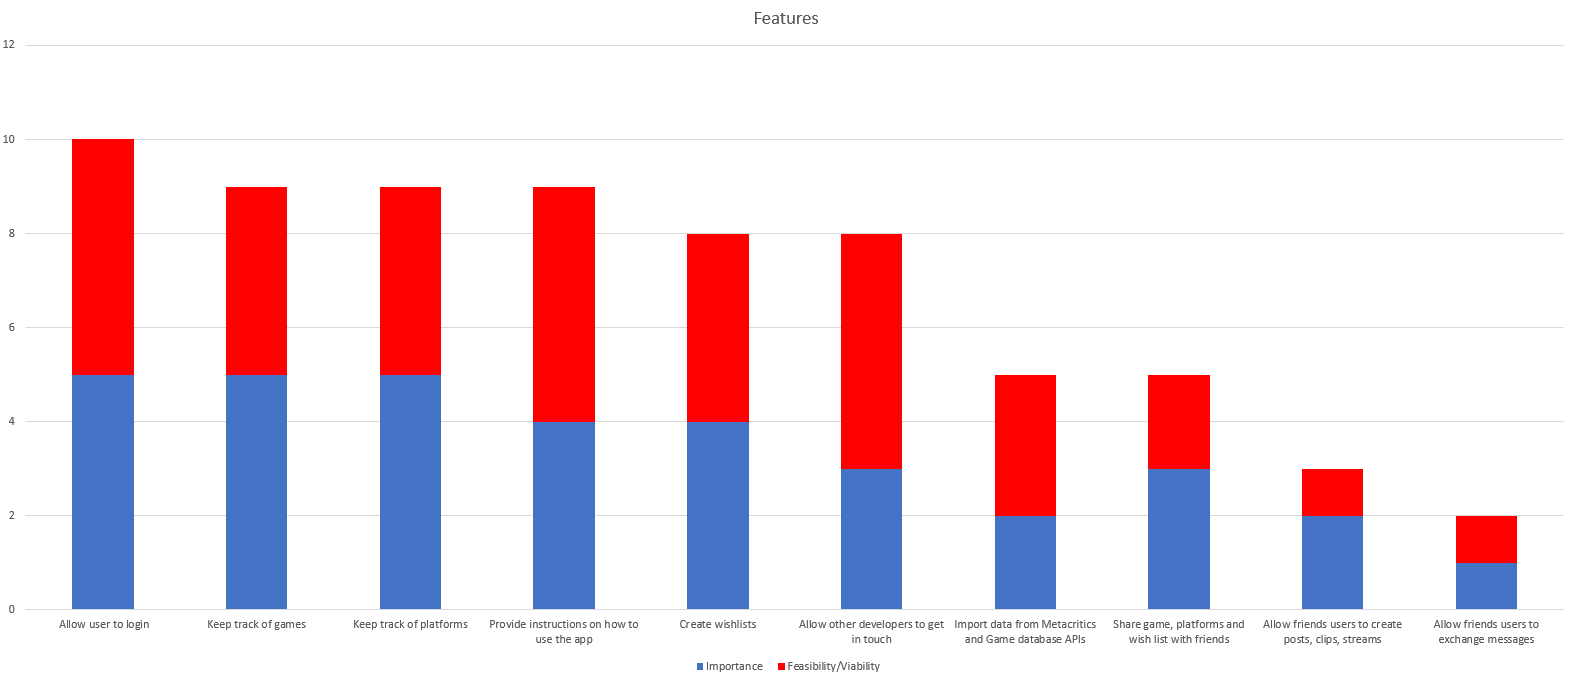 Features
12
10
8
6
4
2
0
Allow user to login
Keep track of games
Keep track of platforms
Provide instructions on how to
use the app
Create wishlists
Allow other developers to get
in touch
Import data from Metacritics
and Game database APIs
Share game, platforms and
wish list with friends
Allow friends users to create
posts, clips, streams
Allow friends users to
exchange messages
Importance
Feasibility/Viability